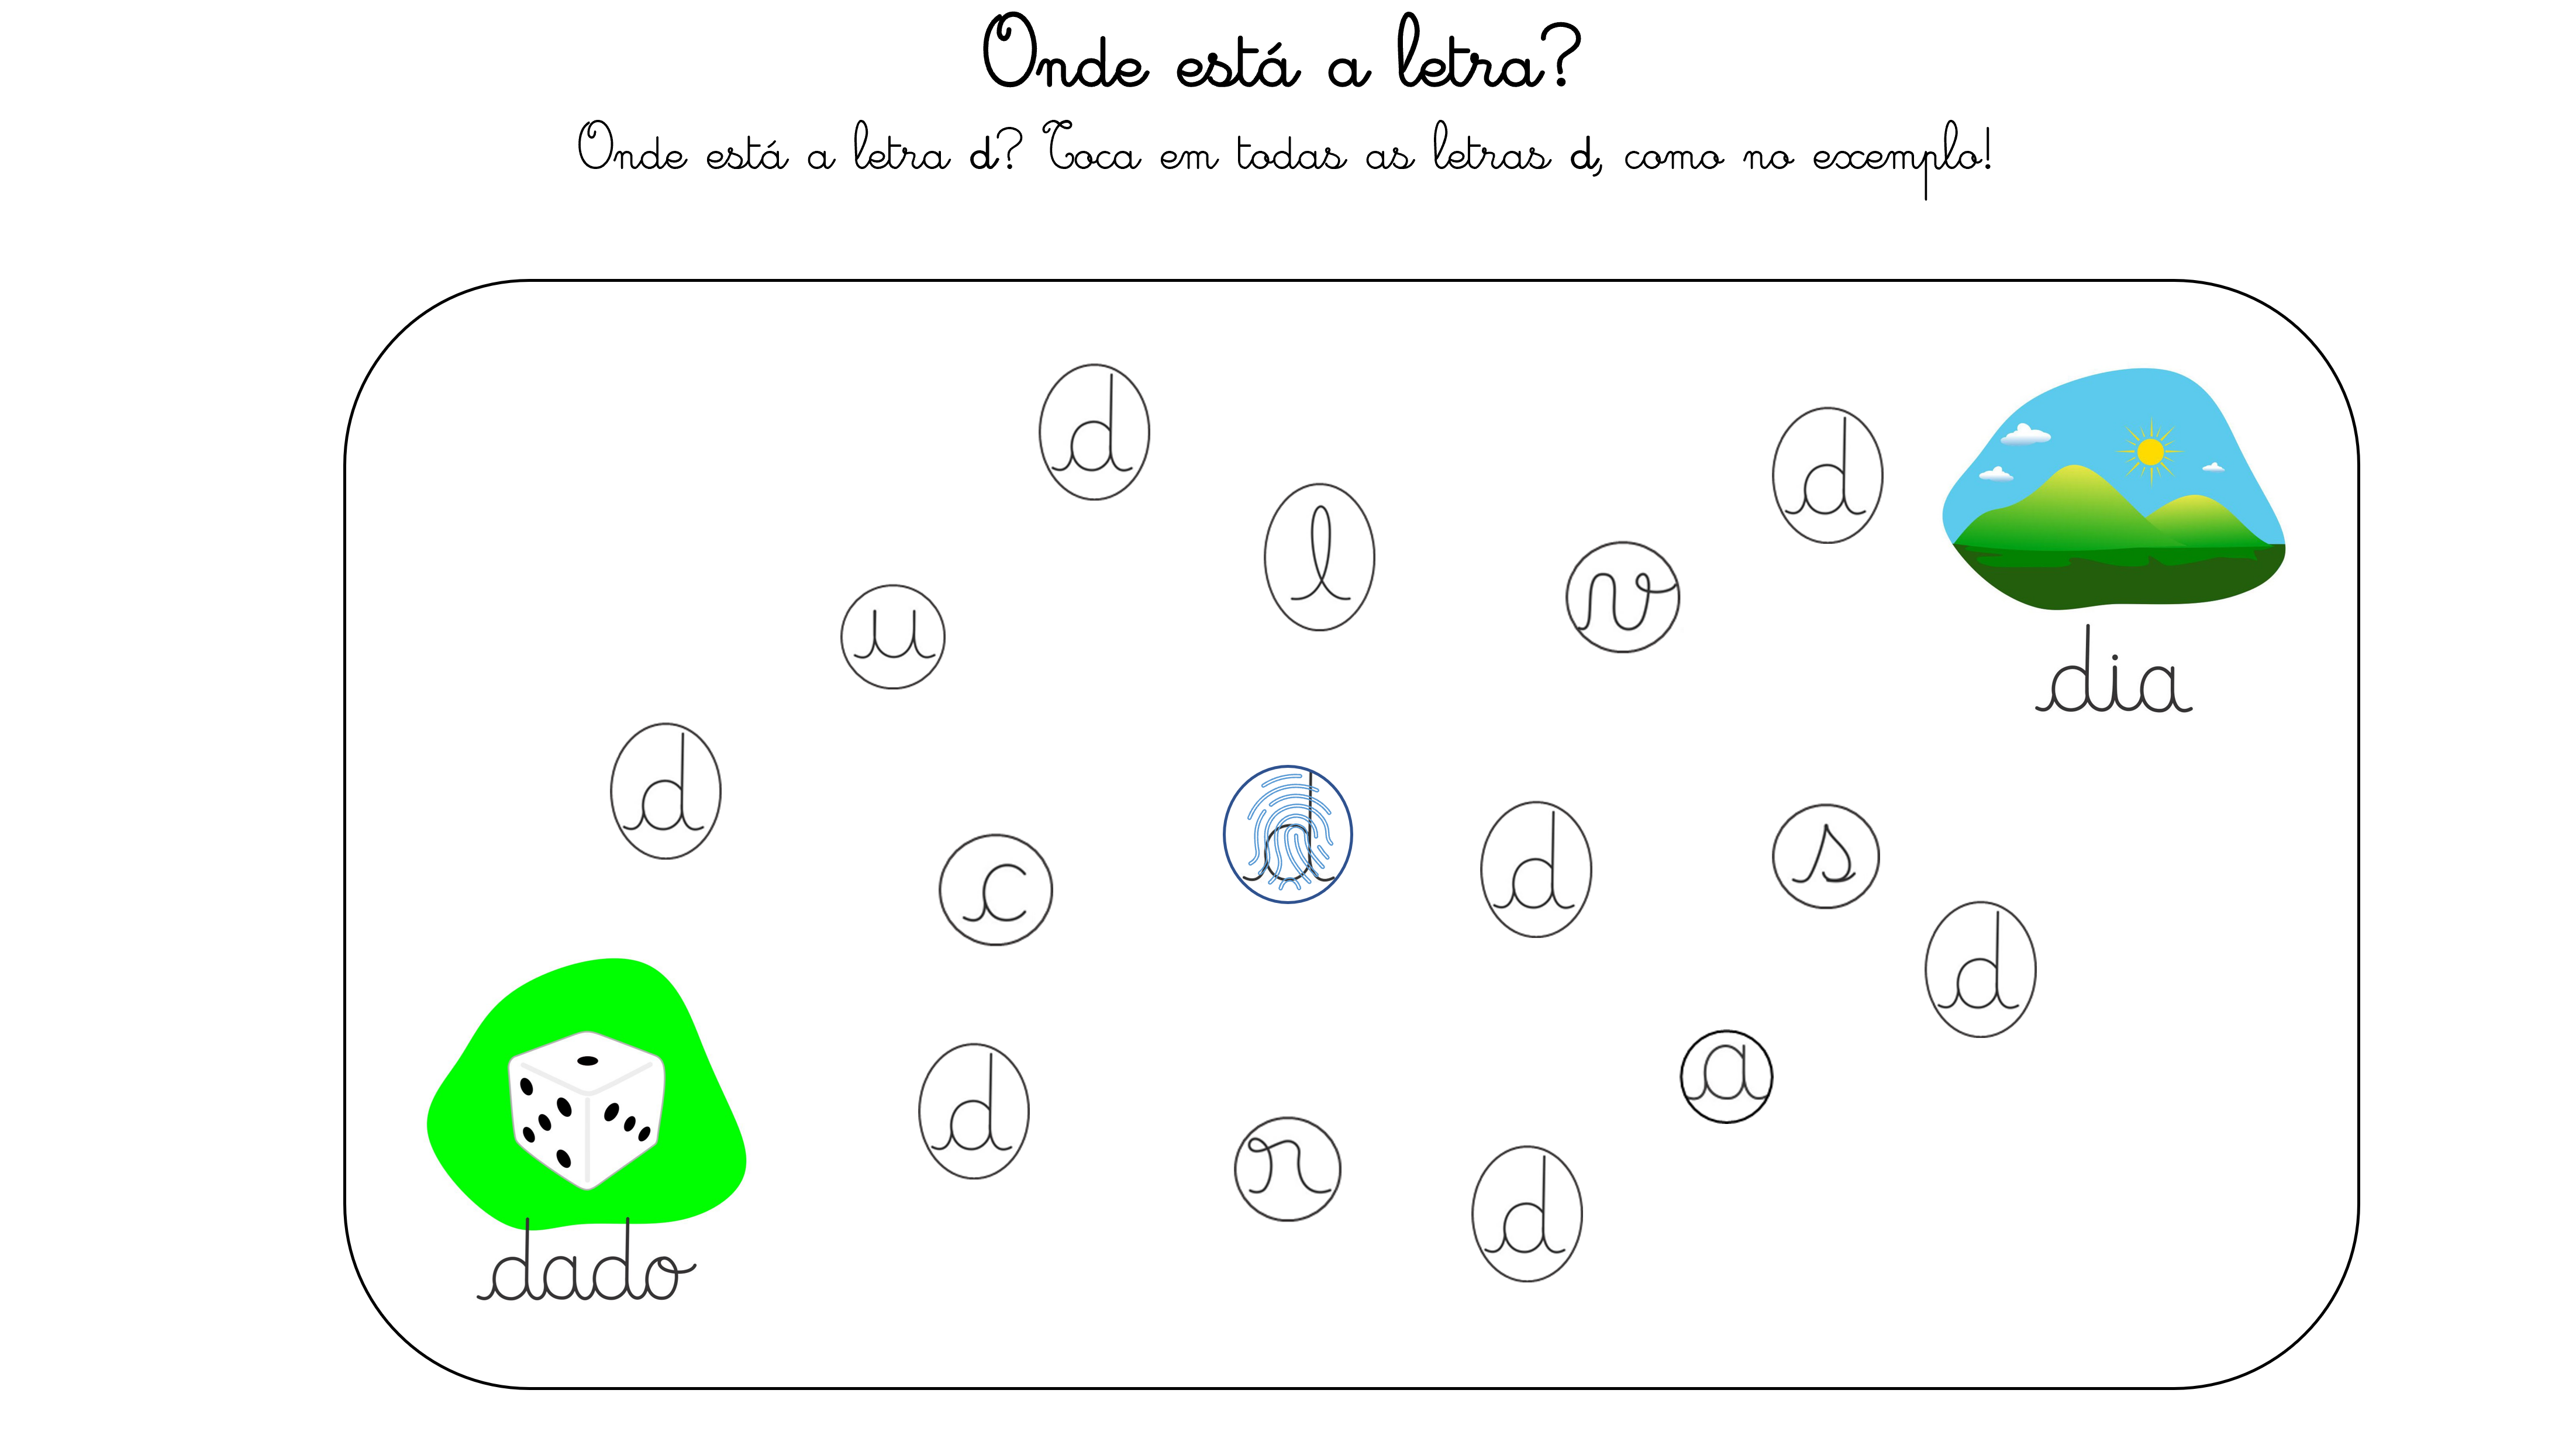 Onde está a letra?
Onde está a letra d? Toca em todas as letras d, como no exemplo!
d
d
l
v
u
dia
d
d
d
s
c
d
d
a
n
d
dado